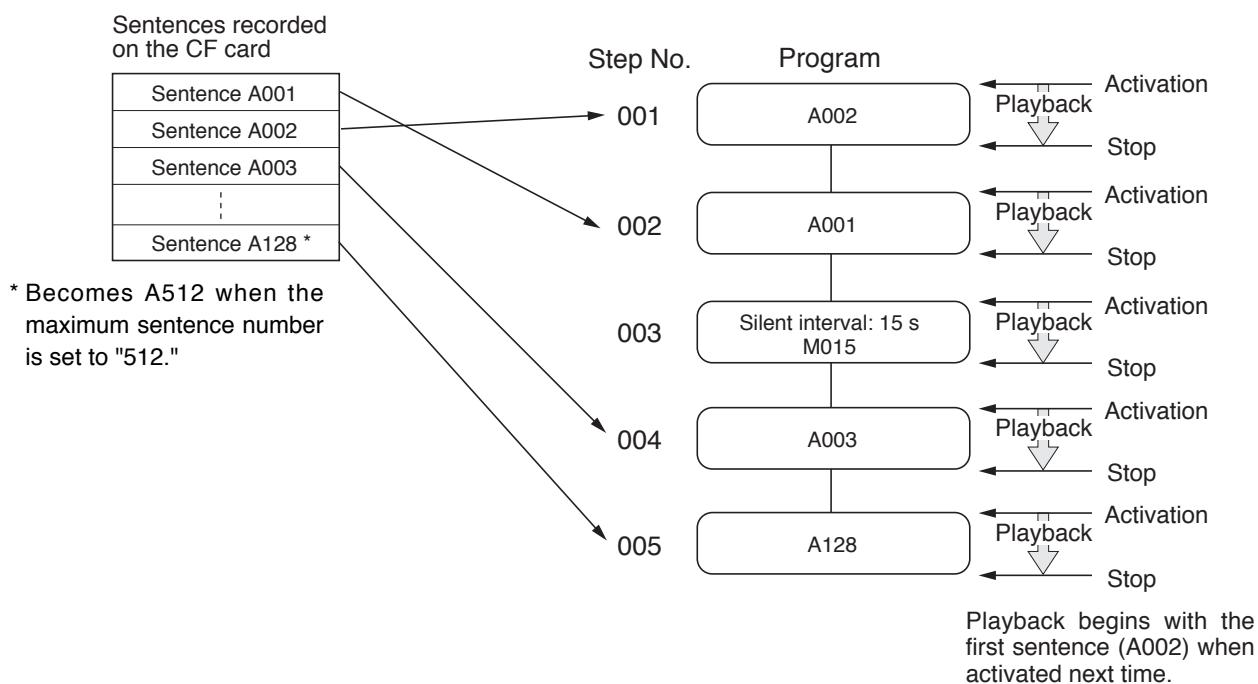 Sentences recorded
on the CF card
Sentence A001
Sentence A002
Sentence A003
Sentence A128 *
* Becomes A512 when the
maximum sentence number
is set to "512."
Step No.
Program
001
A002
Activation
Playback
Stop
002
A001
Activation
Playback
Stop
003
Silent interval: 15 s
M015
Activation
Playback
Stop
004
A003
Activation
Playback
Stop
005
A128
Activation
Playback
Stop
Playback begins with the
first sentence (A002) when
activated next time.